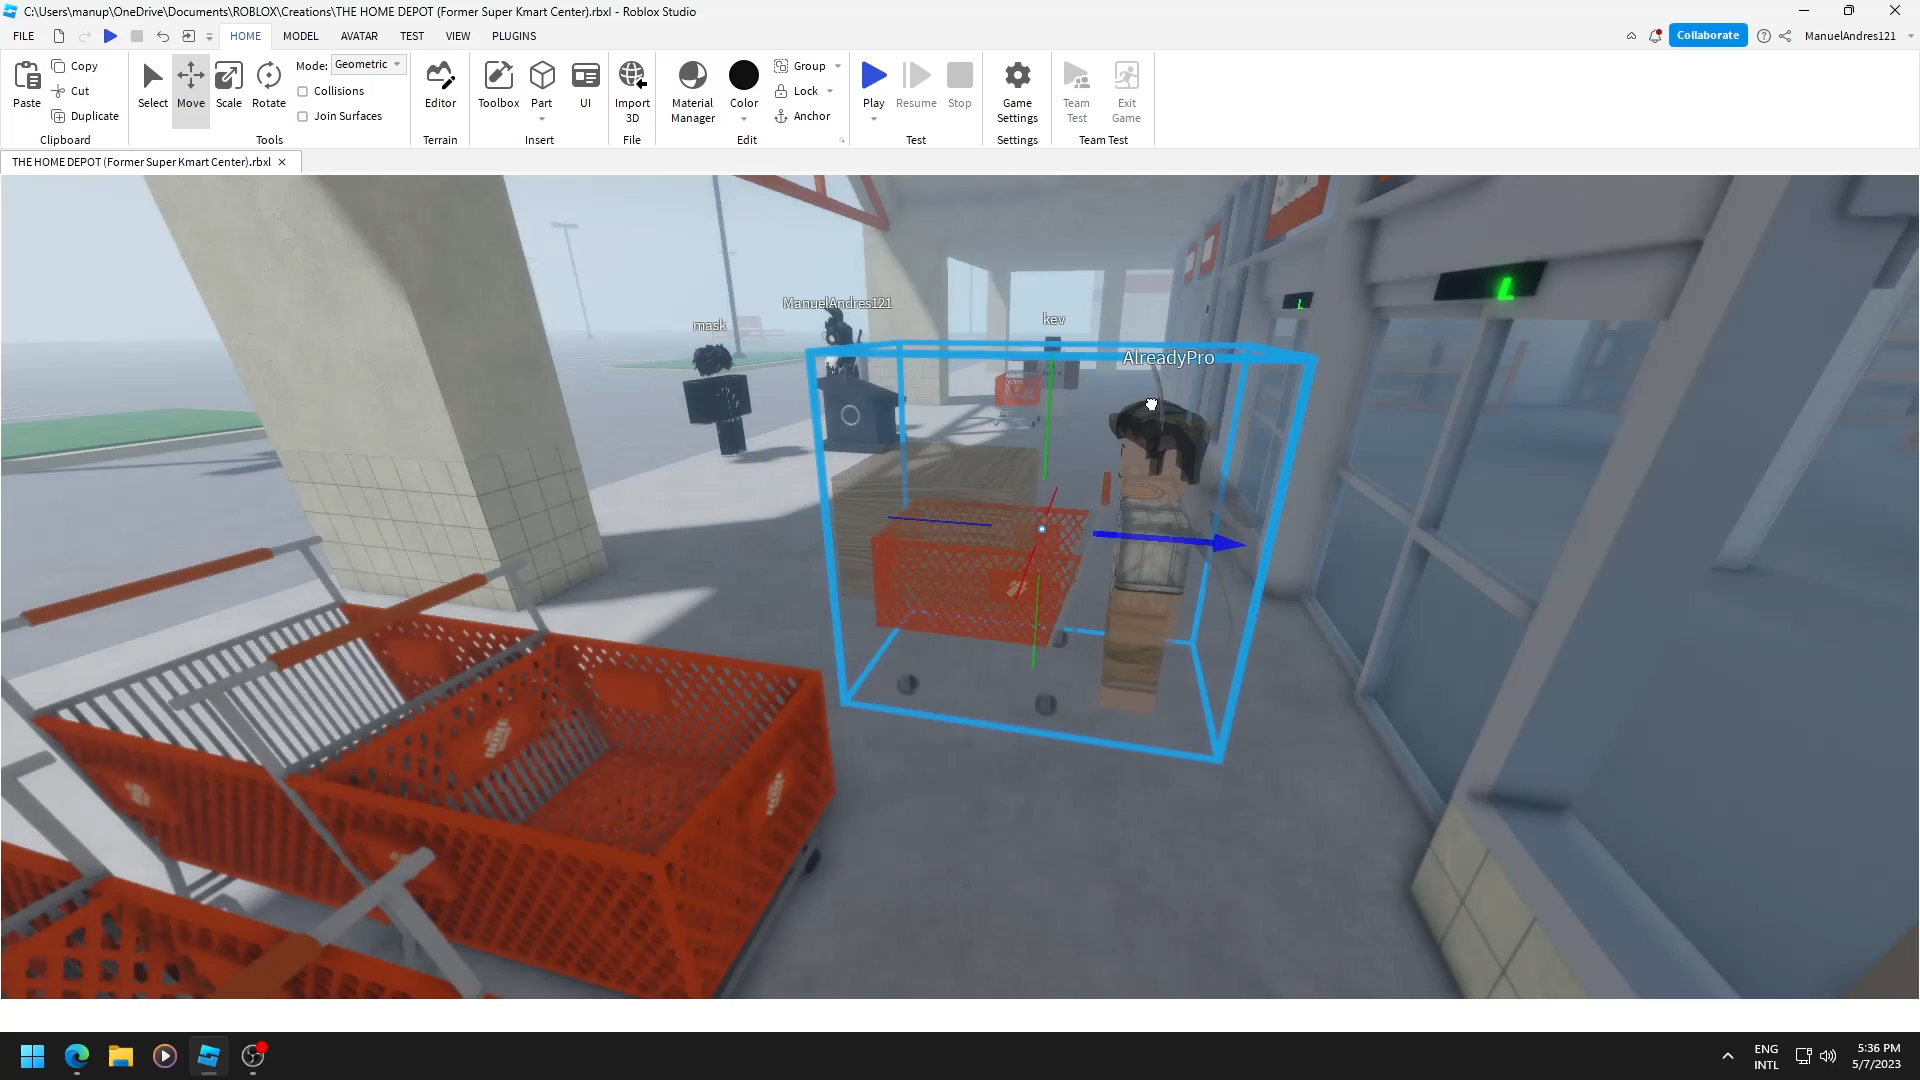 C:\Users\manup\OneDrive\Documents\ROBLOX\Creations\THE HOME DEPOT (Former Super Kmart Center).rbxl - Roblox Studio
FILE HOME MODEL AVATAR TEST VIEW PLUGINS Collaborate ManuelAndres121
Copy Mode: Geometric Group
Cut Collisions Lock
Duplicate Join Surfaces Anchor
Paste Select Move Scale Rotate Editor Toolbox Part UI Import 3D Material Manager Color Play Resume Stop Game Settings Team Test Exit Game
Clipboard Tools Terrain Insert File Edit Test Settings Team Test
THE HOME DEPOT (Former Super Kmart Center).rbxl
ManuelAndres121
mask
kev
AlreadyPro
L
L
ENG
INTL
5:36 PM
5/7/2023